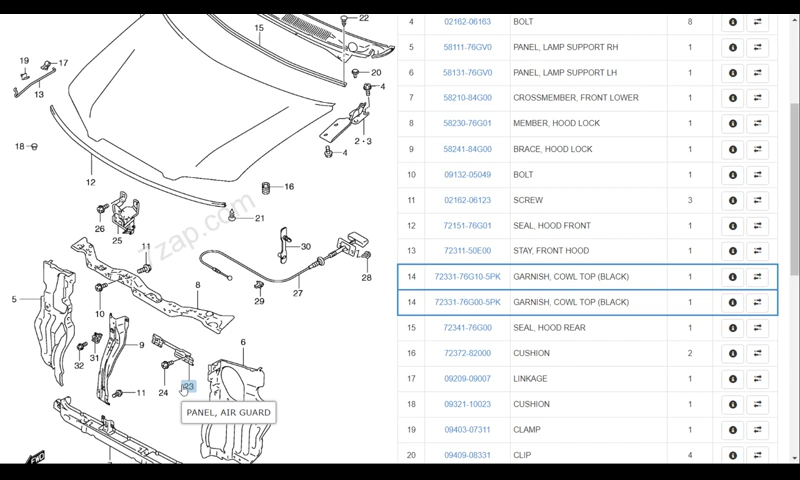 22
15
19
17
20
13
4
2 · 3
18
4
12
16
26
25
21
11
30
28
5
29
27
10
8
31
9
6
32
24
23
11
PANEL, AIR GUARD
FWD
zap.com
4 02162-06163 BOLT 8
5 58111-76GV0 PANEL, LAMP SUPPORT RH 1
6 58131-76GV0 PANEL, LAMP SUPPORT LH 1
7 58210-84G00 CROSSMEMBER, FRONT LOWER 1
8 58230-76G01 MEMBER, HOOD LOCK 1
9 58241-84G00 BRACE, HOOD LOCK 1
10 09132-05049 BOLT 1
11 02162-06123 SCREW 3
12 72151-76G01 SEAL, HOOD FRONT 1
13 72311-50E00 STAY, FRONT HOOD 1
14 72331-76G10-5PK GARNISH, COWL TOP (BLACK) 1
14 72331-76G00-5PK GARNISH, COWL TOP (BLACK) 1
15 72341-76G00 SEAL, HOOD REAR 1
16 72372-82000 CUSHION 2
17 09209-09007 LINKAGE 1
18 09321-10023 CUSHION 1
19 09403-07311 CLAMP 1
20 09409-08331 CLIP 4